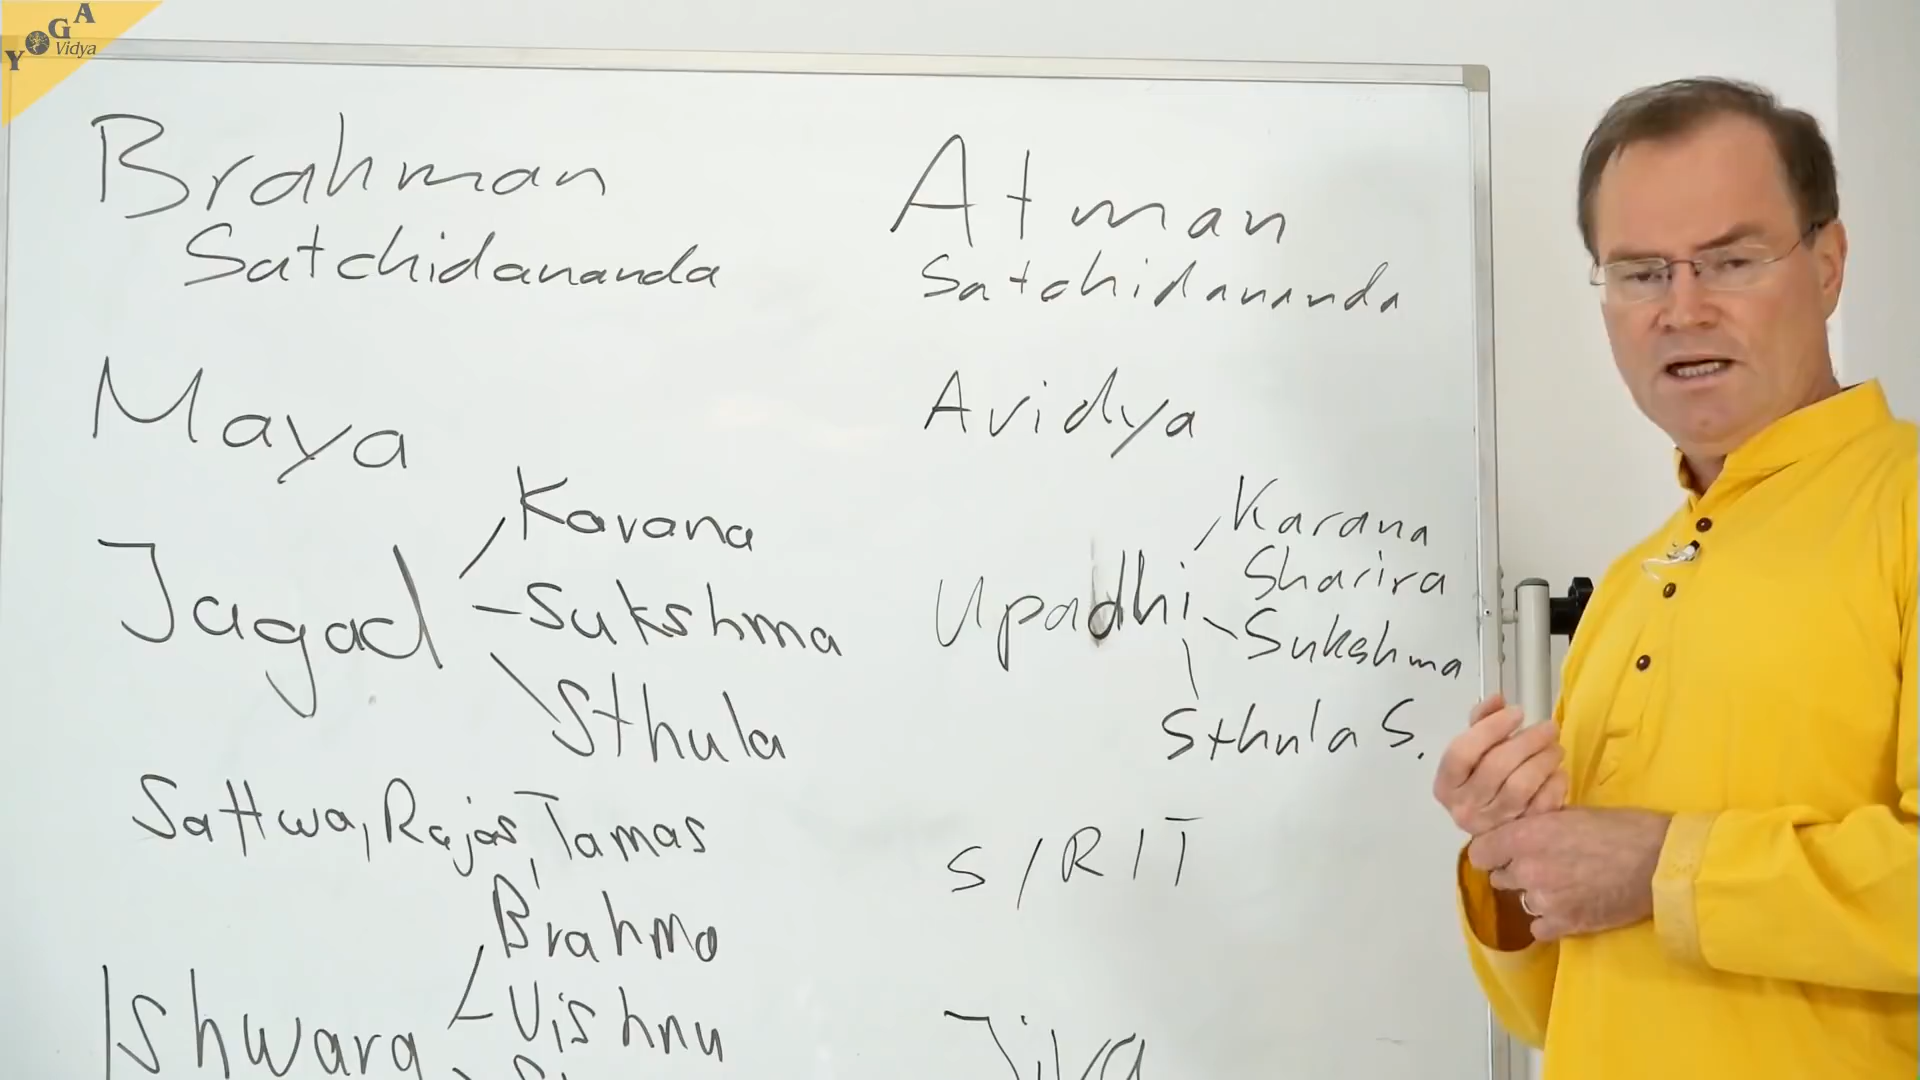 YOGA
Vidya
Brahman
Satchidananda
Maya
Jagad
Karana
Sukshma
Sthula
Sattwa, Rajas, Tamas
Ishwara
Brahma
Vishnu
Atman
Satchidananda
Avidya
Upadhi
Karana
Sharira
Sukshma
Sthula S.
S/R/T
Jiva